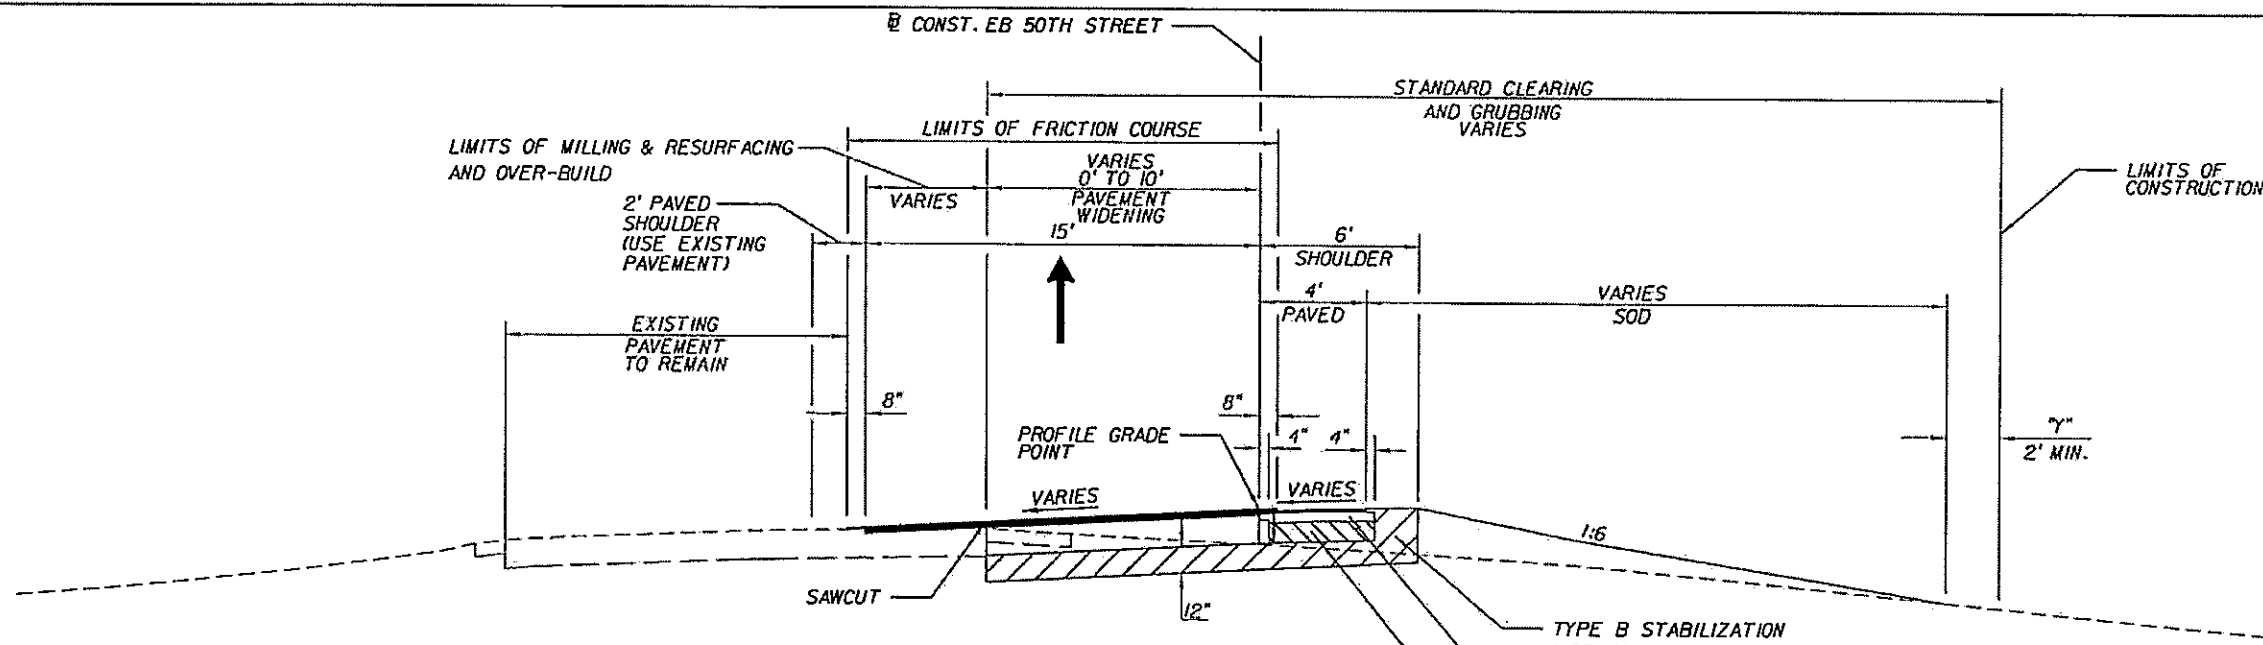 ℄ CONST. EB 50TH STREET
STANDARD CLEARING
AND GRUBBING
VARIES
LIMITS OF FRICTION COURSE
LIMITS OF MILLING & RESURFACING
AND OVER-BUILD
VARIES
0' TO 10'
PAVEMENT
WIDENING
VARIES
LIMITS OF
CONSTRUCTION
2' PAVED
SHOULDER
(USE EXISTING
PAVEMENT)
15'
6'
SHOULDER
4'
PAVED
VARIES
SOD
EXISTING
PAVEMENT
TO REMAIN
8"
8"
4"
4"
"Y"
2' MIN.
PROFILE GRADE
POINT
VARIES
VARIES
1:6
SAWCUT
12"
TYPE B STABILIZATION